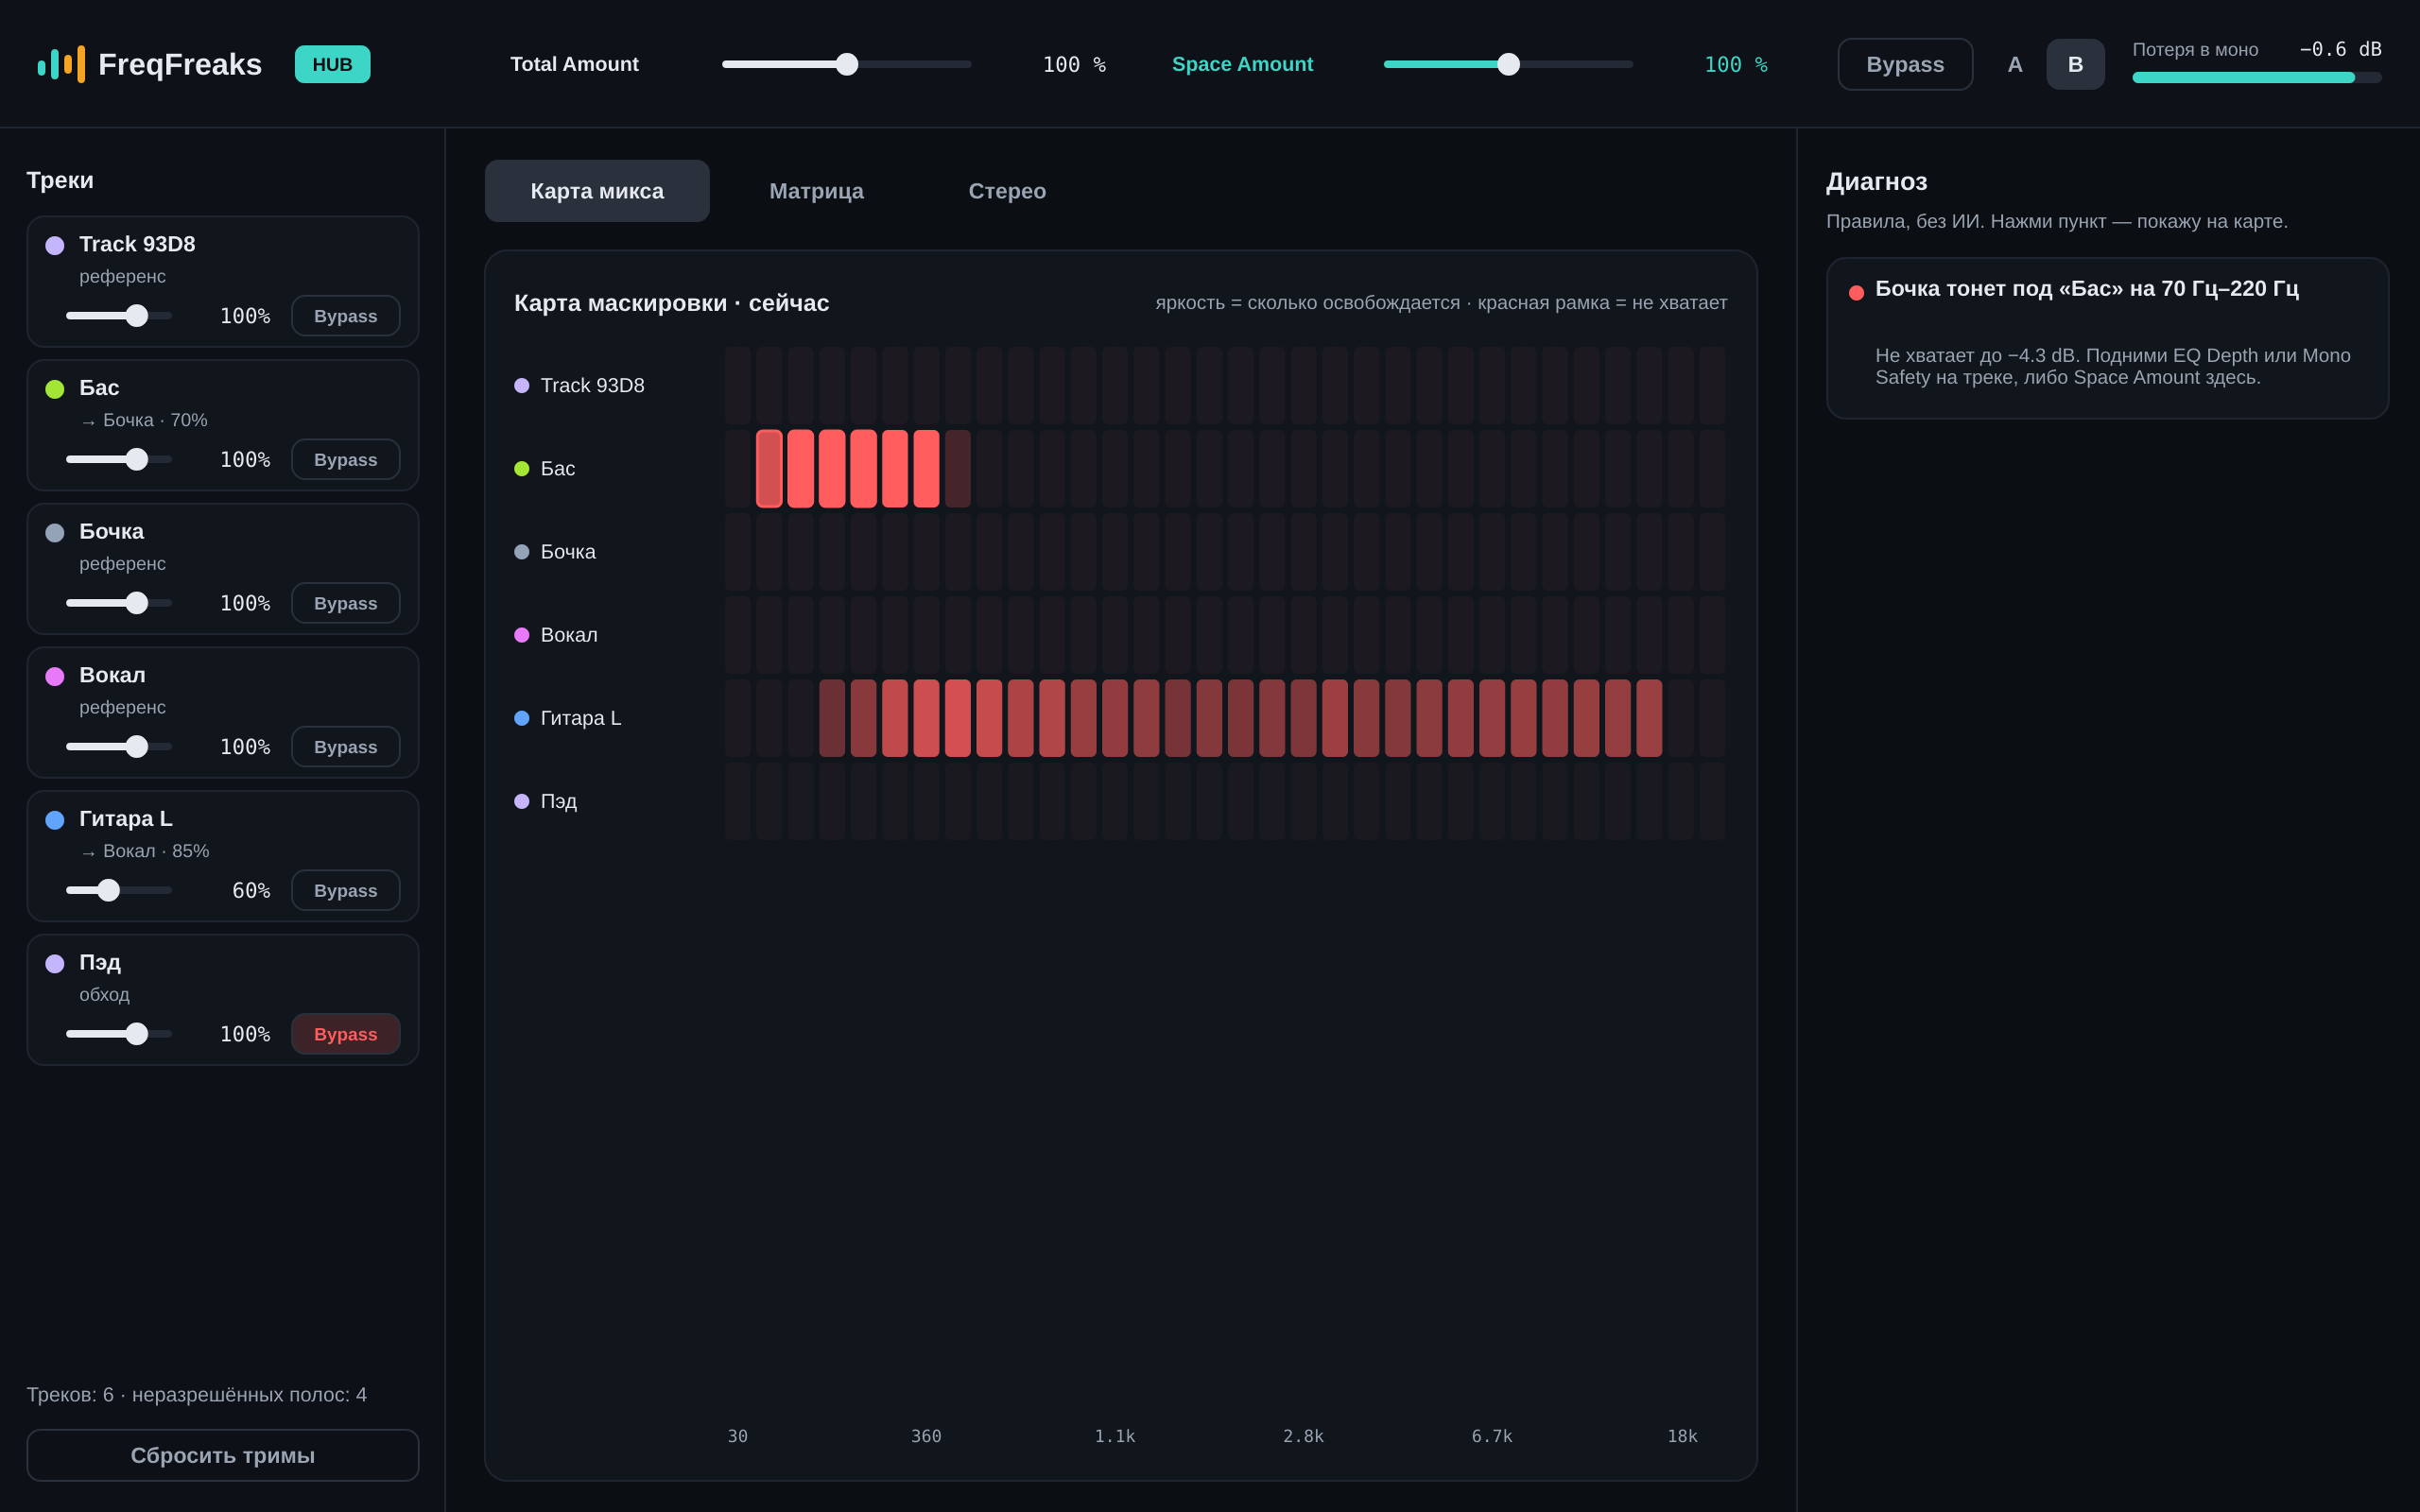 FreqFreaks
HUB
Total Amount
100 %
Space Amount
100 %
Bypass
A
B
Потеря в моно
−0.6 dB
Треки
Track 93D8
референс
100%
Bypass
Бас
→ Бочка · 70%
100%
Bypass
Бочка
референс
100%
Bypass
Вокал
референс
100%
Bypass
Гитара L
→ Вокал · 85%
60%
Bypass
Пэд
обход
100%
Bypass
Треков: 6 · неразрешённых полос: 4
Сбросить тримы
Карта микса
Матрица
Стерео
Карта маскировки · сейчас
яркость = сколько освобождается · красная рамка = не хватает
Track 93D8
Бас
Бочка
Вокал
Гитара L
Пэд
30
360
1.1k
2.8k
6.7k
18k
Диагноз
Правила, без ИИ. Нажми пункт — покажу на карте.
Бочка тонет под «Бас» на 70 Гц–220 Гц
Не хватает до −4.3 dB. Подними EQ Depth или Mono
Safety на треке, либо Space Amount здесь.